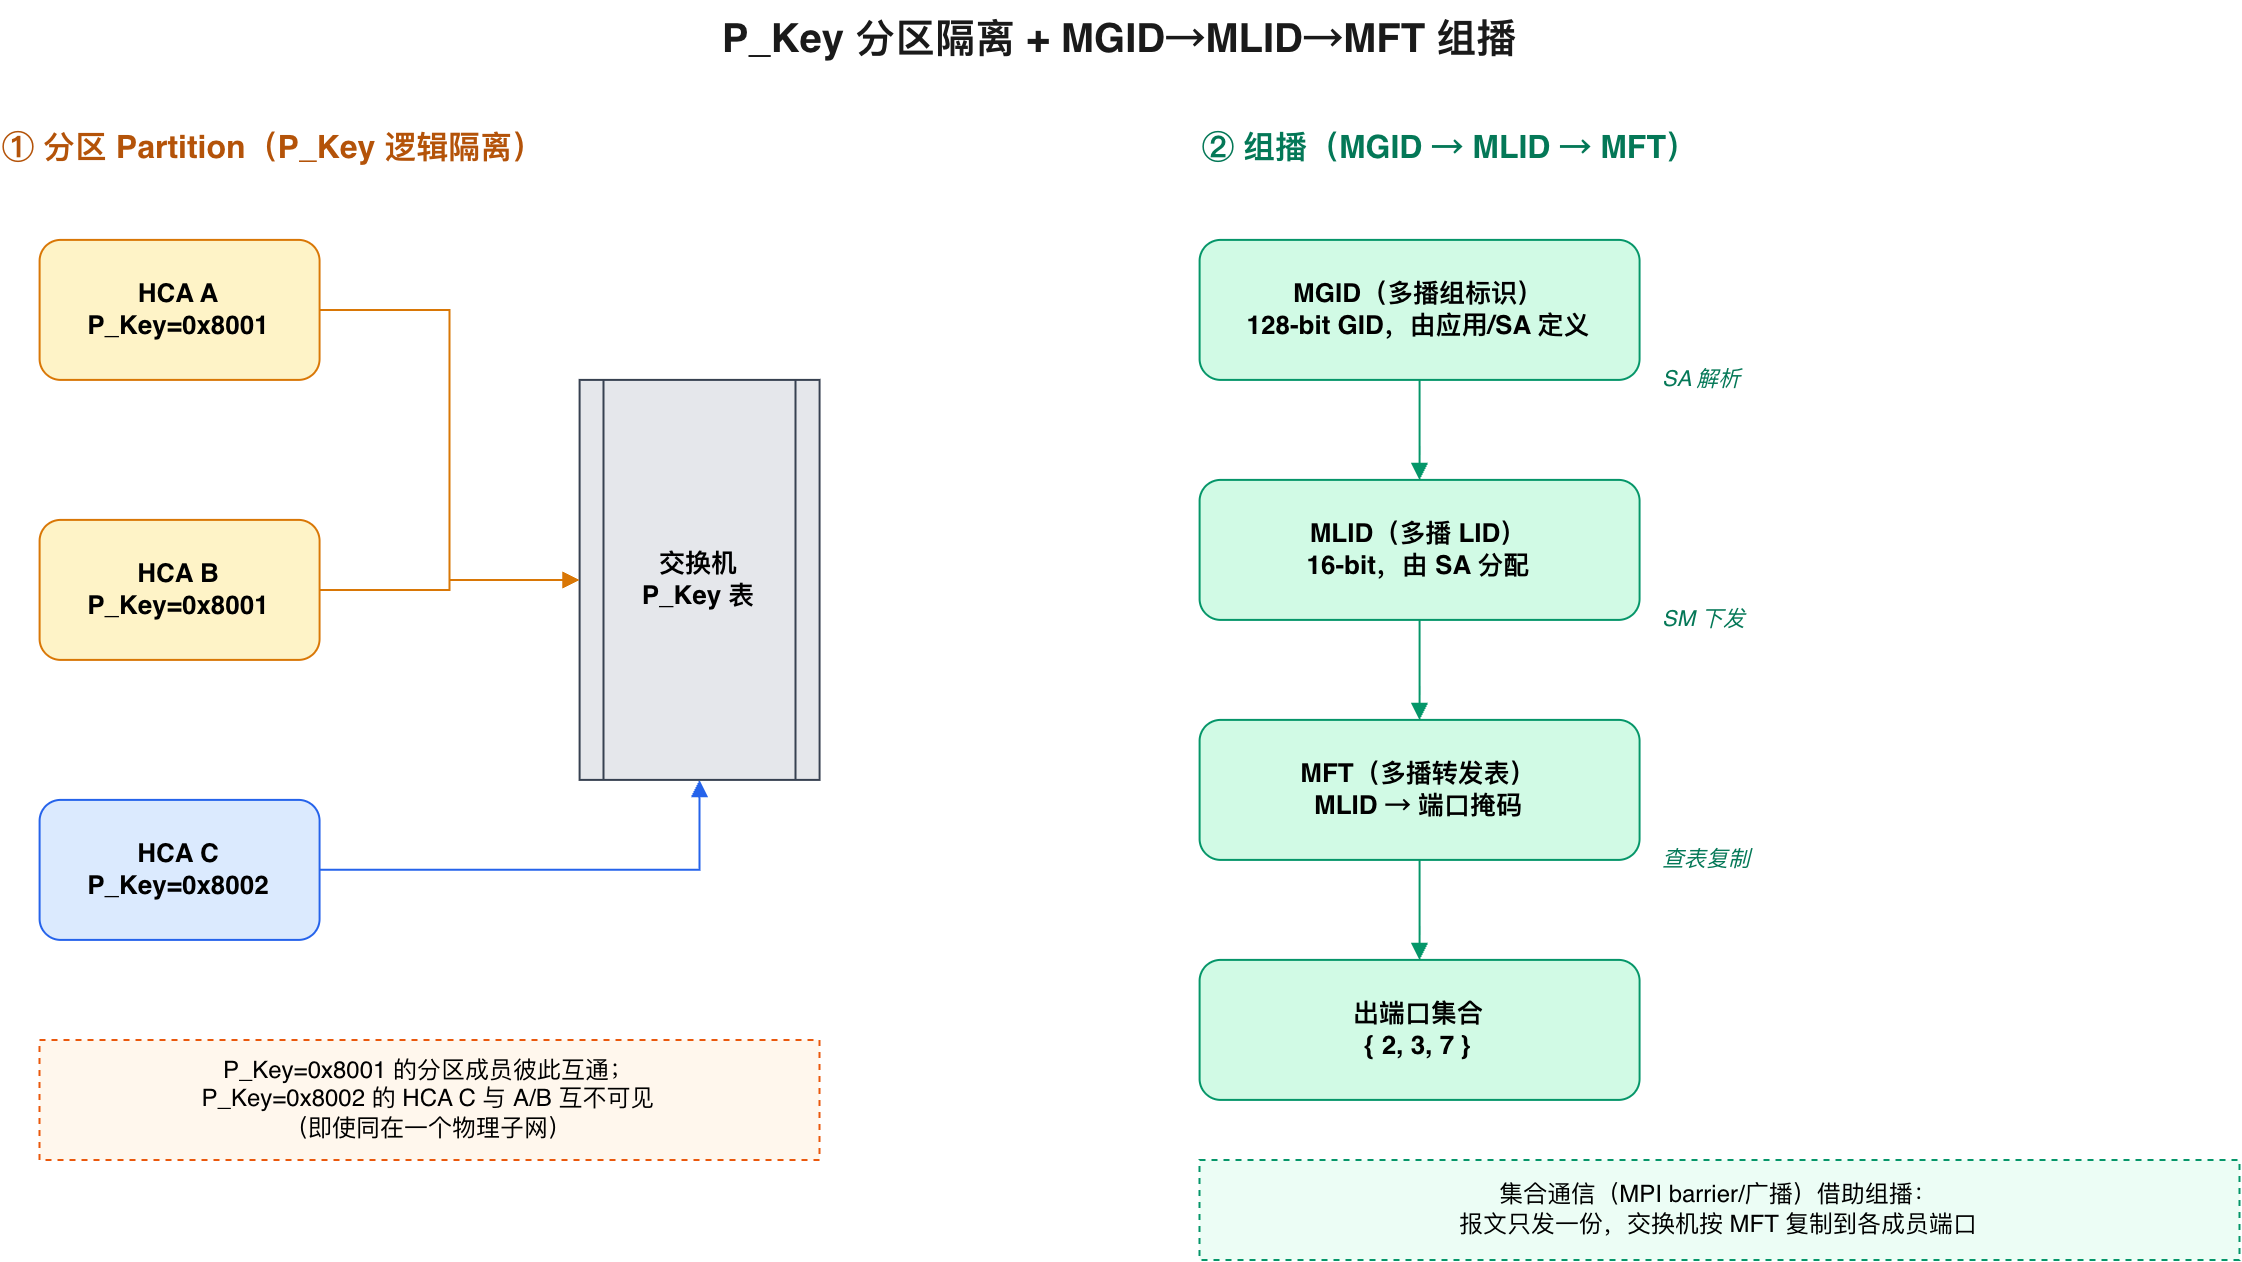 P_Key 分区隔离 + MGID→MLID→MFT 组播
① 分区 Partition（P_Key 逻辑隔离）
HCA A
P_Key=0x8001
HCA B
P_Key=0x8001
HCA C
P_Key=0x8002
交换机
P_Key 表
P_Key=0x8001 的分区成员彼此互通；
P_Key=0x8002 的 HCA C 与 A/B 互不可见
（即使同在一个物理子网）
② 组播（MGID → MLID → MFT）
MGID（多播组标识）
128-bit GID，由应用/SA 定义
SA 解析
MLID（多播 LID）
16-bit，由 SA 分配
SM 下发
MFT（多播转发表）
MLID → 端口掩码
查表复制
出端口集合
{ 2, 3, 7 }
集合通信（MPI barrier/广播）借助组播：
报文只发一份，交换机按 MFT 复制到各成员端口